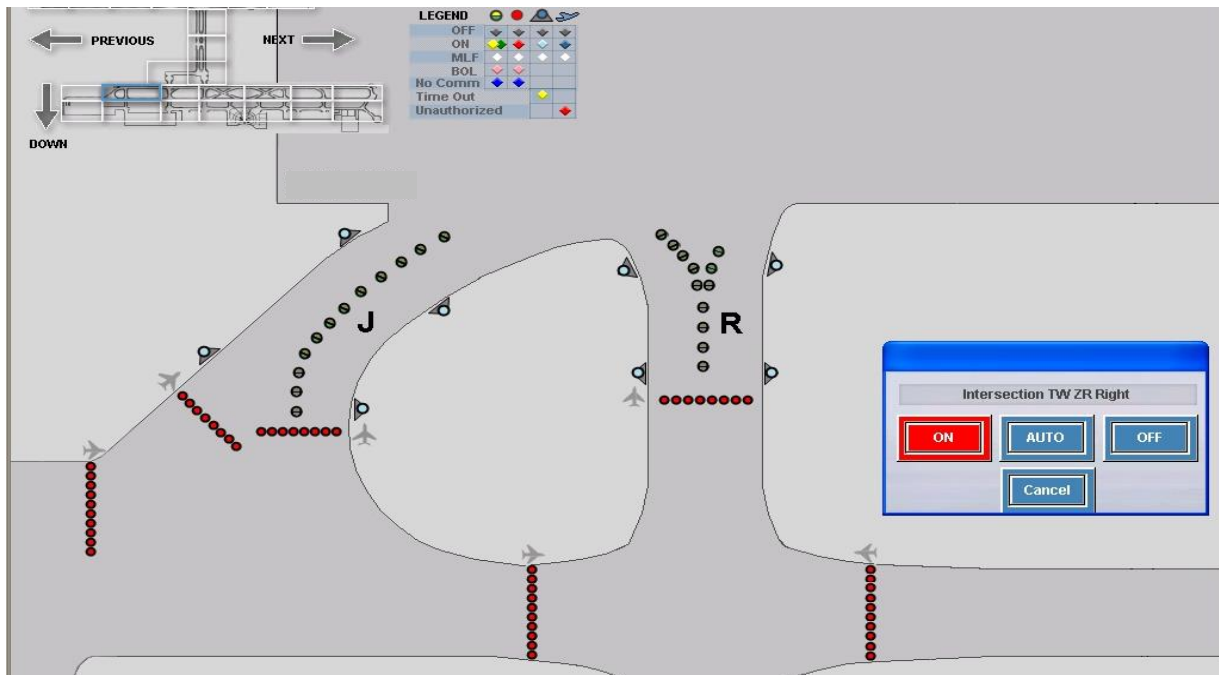 LEGEND
OFF
ON
MLF
BOL
No Comm
Time Out
Unauthorized
PREVIOUS
NEXT
DOWN
J
R
Intersection TW ZR Right
ON
AUTO
OFF
Cancel